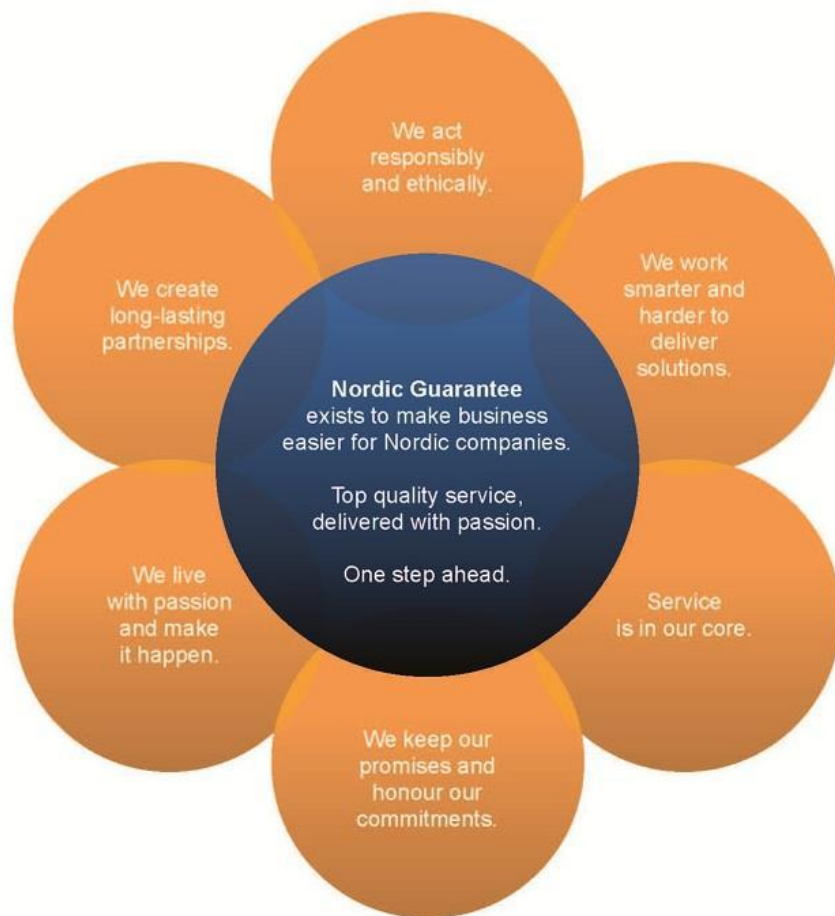 We act
responsibly
and ethically.
We work
smarter and
harder to
deliver
solutions.
Service
is in our core.
We keep our
promises and
honour our
commitments.
We live
with passion
and make
it happen.
We create
long-lasting
partnerships.
Nordic Guarantee
exists to make business
easier for Nordic companies.
Top quality service,
delivered with passion.
One step ahead.